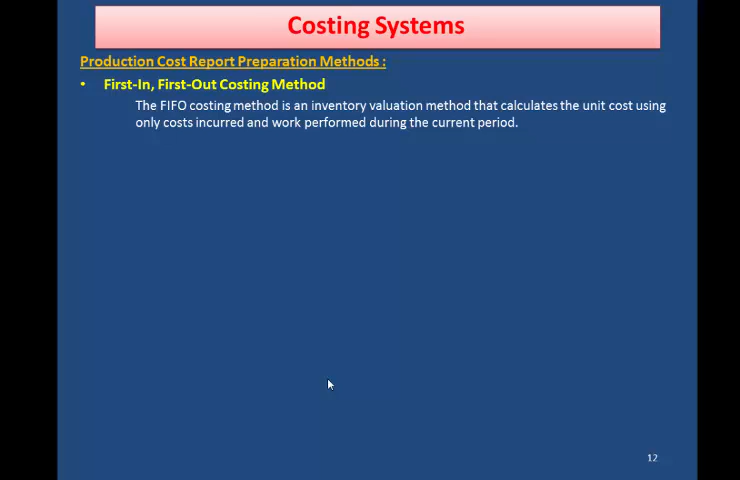 Costing Systems
Production Cost Report Preparation Methods :
• First-In, First-Out Costing Method
The FIFO costing method is an inventory valuation method that calculates the unit cost using
only costs incurred and work performed during the current period.
12